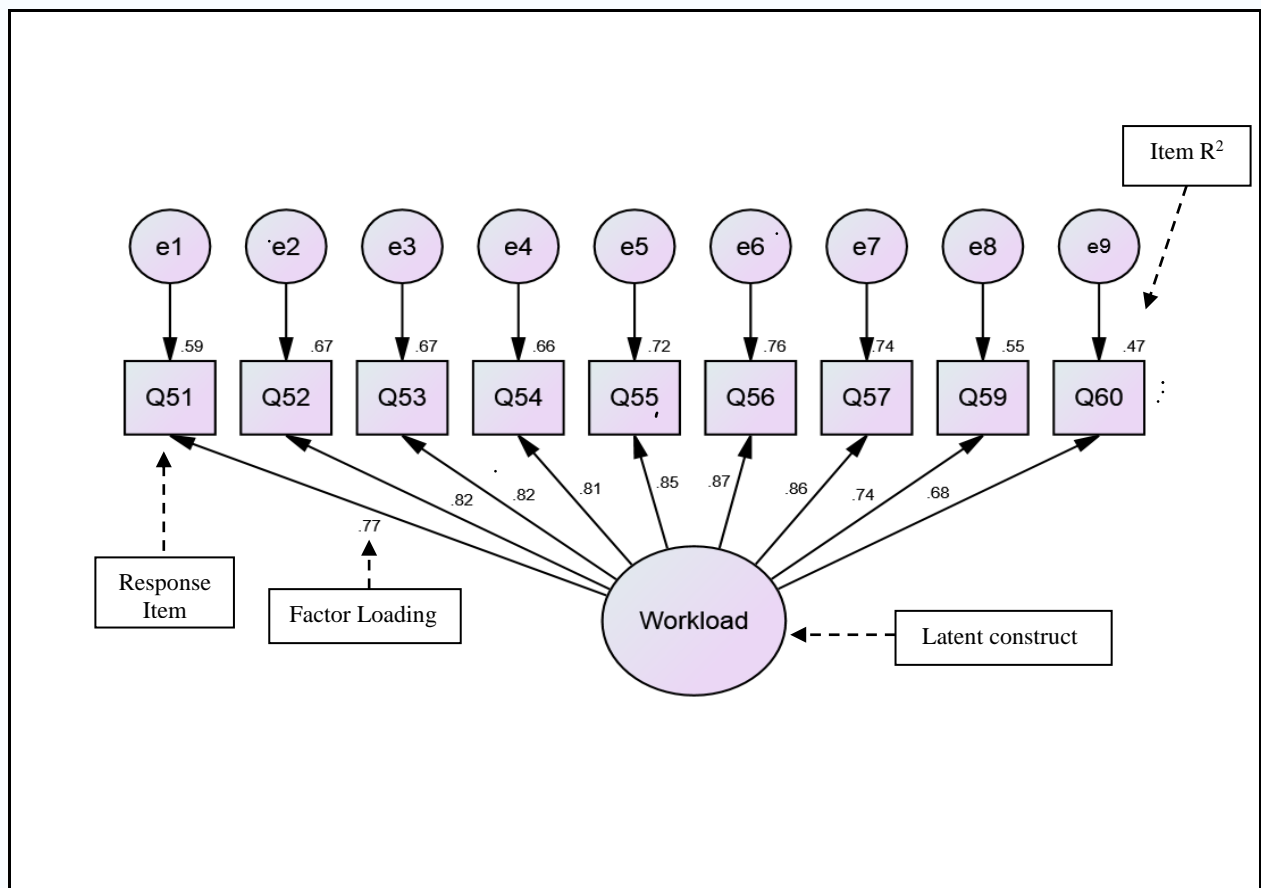 Item R²
e1 e2 e3 e4 e5 e6 e7 e8 e9
.59 .67 .67 .66 .72 .76 .74 .55 .47
Q51 Q52 Q53 Q54 Q55 Q56 Q57 Q59 Q60
.77 .82 .82 .81 .85 .87 .86 .74 .68
Response
Item
Factor Loading
Workload
Latent construct